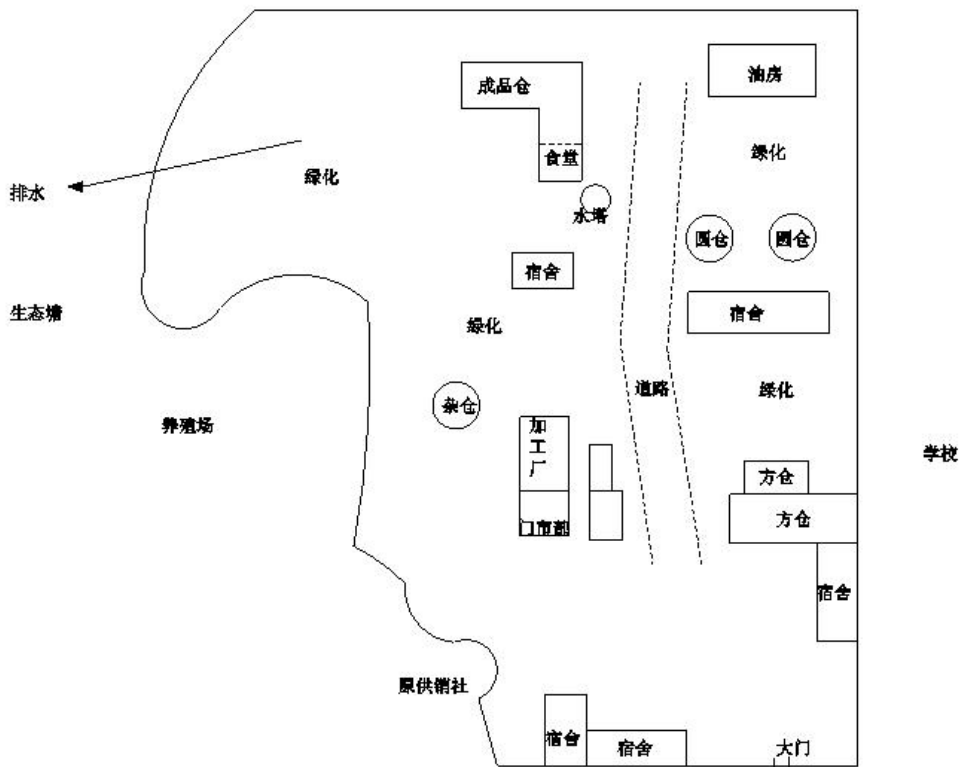 油房
成品仓
绿化
食堂
绿化
排水
水塔
圆仓
圆仓
宿舍
生态塘
宿舍
绿化
道路
绿化
杂仓
养殖场
加
工
厂
学校
方仓
方仓
门市部
宿舍
原供销社
宿舍
宿舍
大门